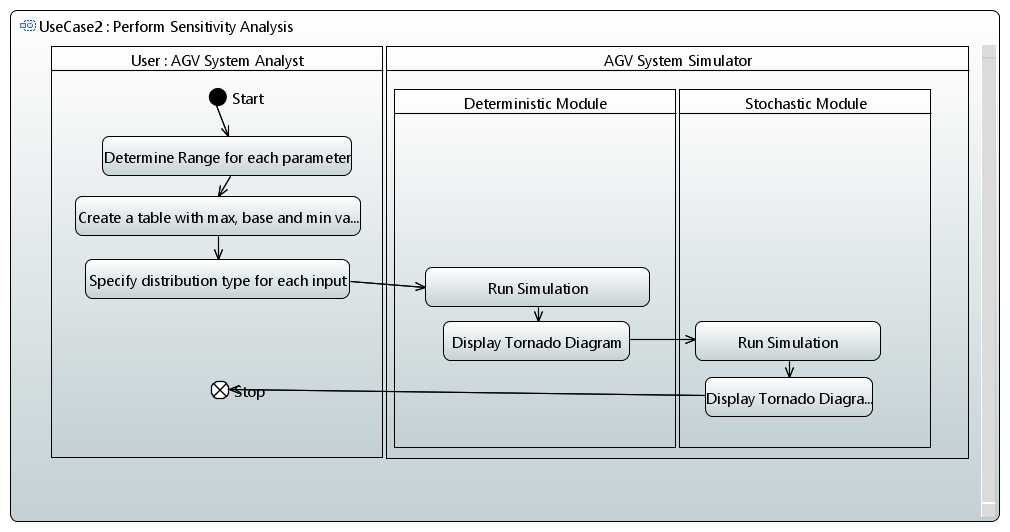 UseCase2 : Perform Sensitivity Analysis
User : AGV System Analyst
AGV System Simulator
Start
Deterministic Module
Stochastic Module
Determine Range for each parameter
Create a table with max, base and min va...
Specify distribution type for each input
Run Simulation
Display Tornado Diagram
Run Simulation
Display Tornado Diagra...
Stop